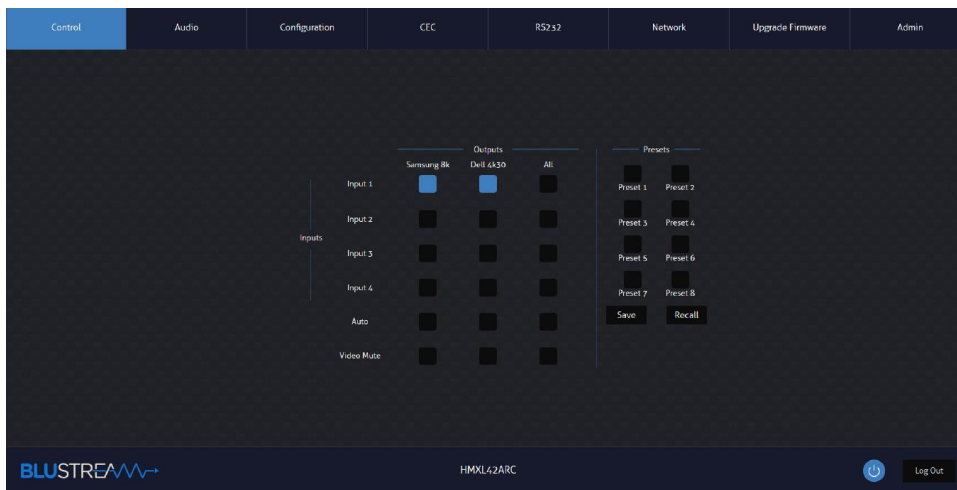 Control Audio Configuration CEC RS232 Network Upgrade Firmware Admin
Outputs
Samsung 8k Dell 4k30 All
Inputs
Input 1
Input 2
Input 3
Input 4
Auto
Video Mute
Presets
Preset 1 Preset 2
Preset 3 Preset 4
Preset 5 Preset 6
Preset 7 Preset 8
Save Recall
BLUSTREAM
HMXL42ARC
Log Out